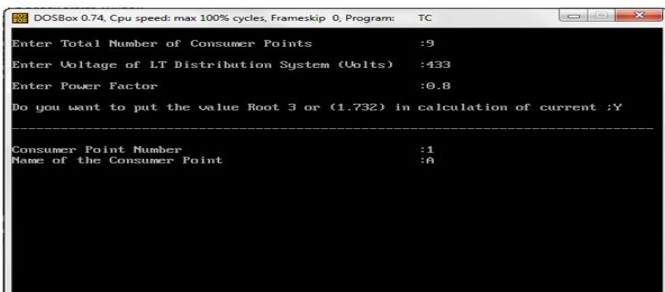 DOSBox 0.74, Cpu speed: max 100% cycles, Frameskip 0, Program: TC
Enter Total Number of Consumer Points :9
Enter Voltage of LT Distribution System (Volts) :433
Enter Power Factor :0.8
Do you want to put the value Root 3 or (1.732) in calculation of current ;Y
--------------------------------------------------------------------------------
Consumer Point Number :1
Name of the Consumer Point :A